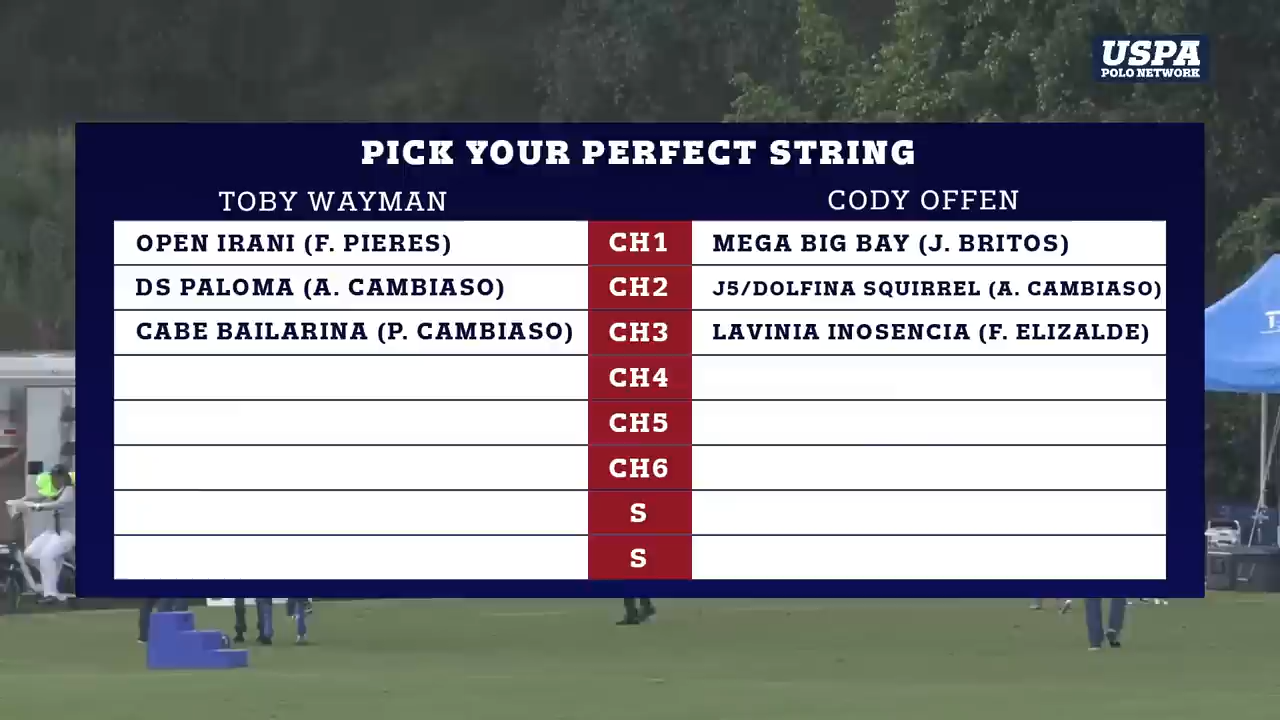 USPA
POLO NETWORK
PICK YOUR PERFECT STRING
TOBY WAYMAN
CODY OFFEN
OPEN IRANI (F. PIERES) CH1 MEGA BIG BAY (J. BRITOS)
DS PALOMA (A. CAMBIASO) CH2 J5/DOLFINA SQUIRREL (A. CAMBIASO)
CABE BAILARINA (P. CAMBIASO) CH3 LAVINIA INOSENCIA (F. ELIZALDE)
CH4
CH5
CH6
S
S